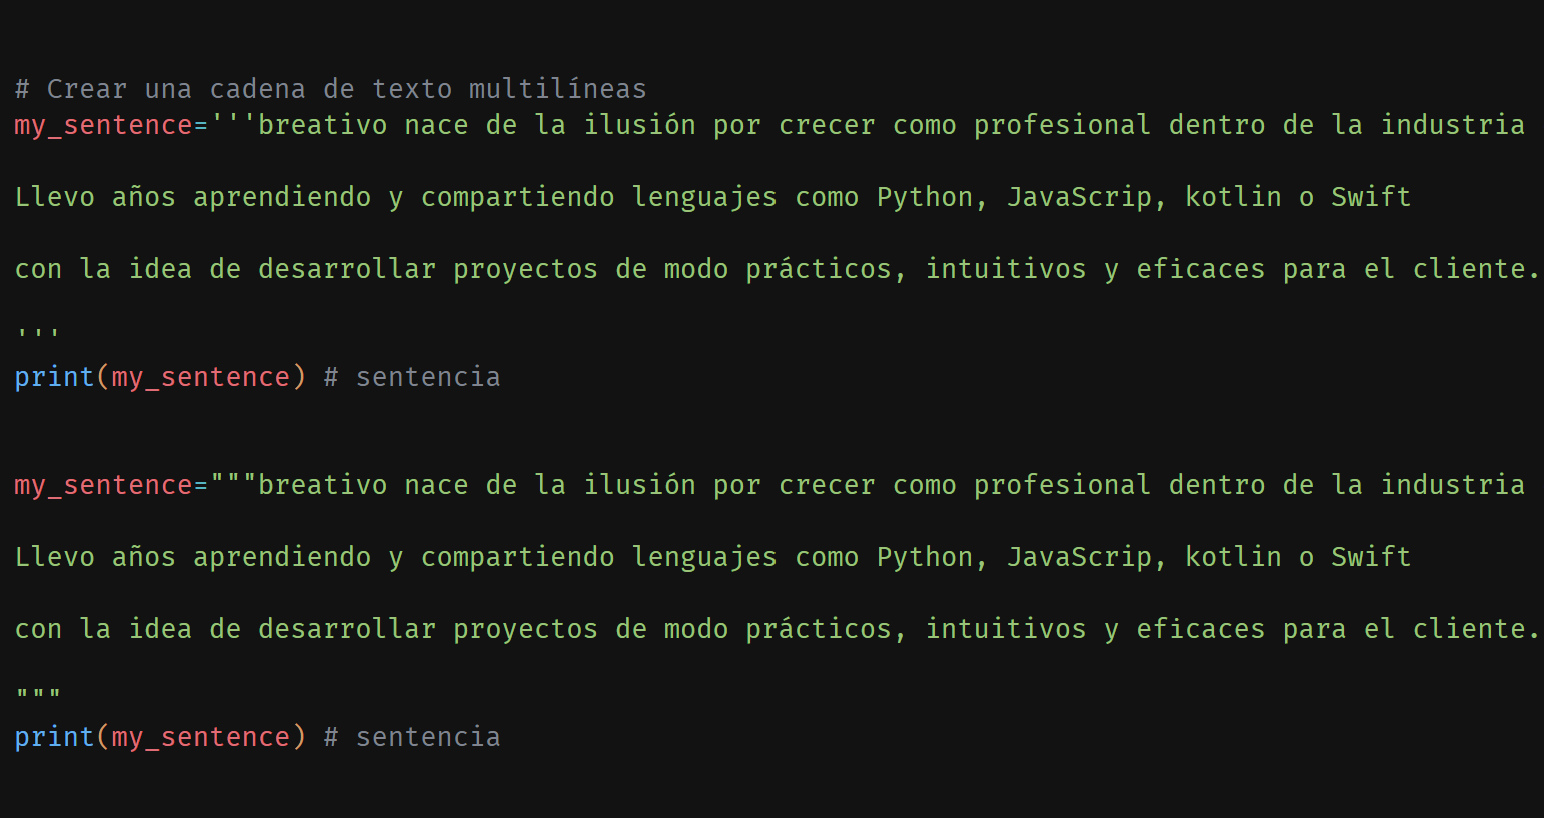 # Crear una cadena de texto multilíneas
my_sentence='''breativo nace de la ilusión por crecer como profesional dentro de la industria
Llevo años aprendiendo y compartiendo lenguajes como Python, JavaScrip, kotlin o Swift
con la idea de desarrollar proyectos de modo prácticos, intuitivos y eficaces para el cliente.
'''
print(my_sentence) # sentencia
my_sentence="""breativo nace de la ilusión por crecer como profesional dentro de la industria
Llevo años aprendiendo y compartiendo lenguajes como Python, JavaScrip, kotlin o Swift
con la idea de desarrollar proyectos de modo prácticos, intuitivos y eficaces para el cliente.
"""
print(my_sentence) # sentencia